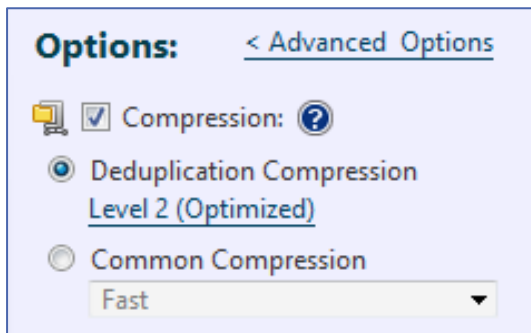 Options: < Advanced Options
Compression: ?
Deduplication Compression
Level 2 (Optimized)
Common Compression
Fast